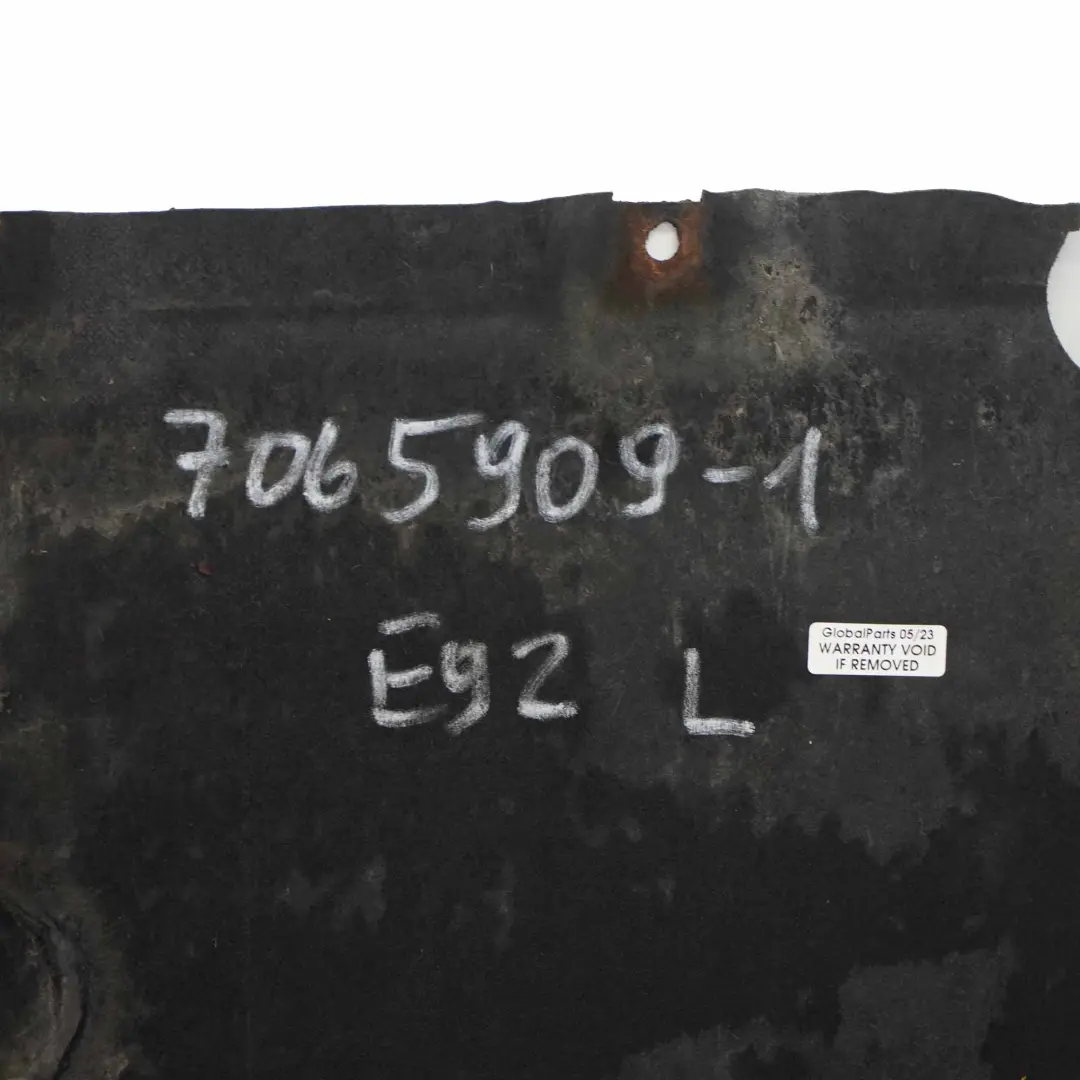 7065909-1
E92 L
GlobalParts 05/23
WARRANTY VOID
IF REMOVED